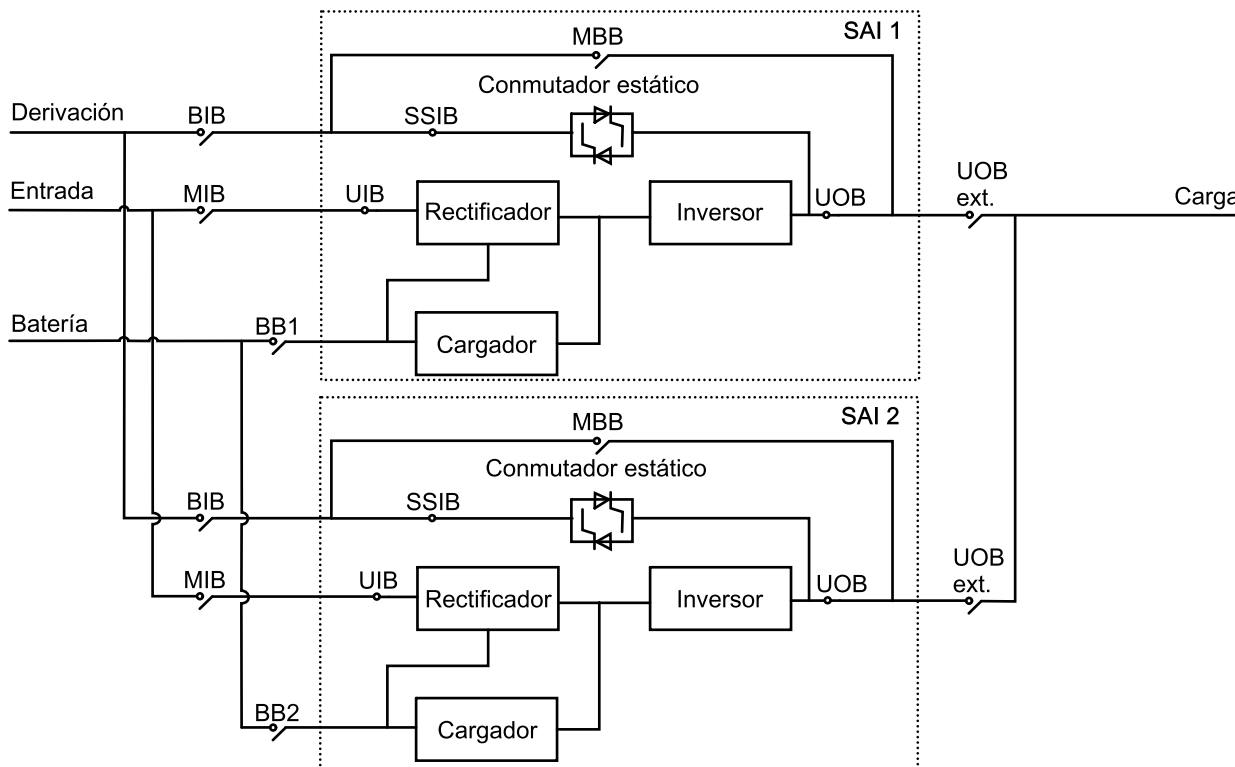 SAI 1
MBB
Conmutador estático
Derivación
BIB
SSIB
Entrada
MIB
UIB
Rectificador
Inversor
UOB
UOB
ext.
Carga
Batería
BB1
Cargador
SAI 2
MBB
Conmutador estático
BIB
SSIB
MIB
UIB
Rectificador
Inversor
UOB
UOB
ext.
BB2
Cargador